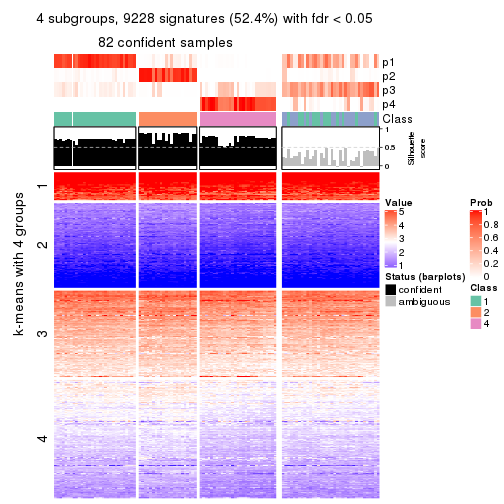 4 subgroups, 9228 signatures (52.4%) with fdr < 0.05
82 confident samples
p1
p2
p3
p4
Class
1
0.5
0
Silhouette
score
k-means with 4 groups
1
2
3
4
Value
5
4
3
2
1
Status (barplots)
confident
ambiguous
Prob
1
0.8
0.6
0.4
0.2
0
Class
1
2
4